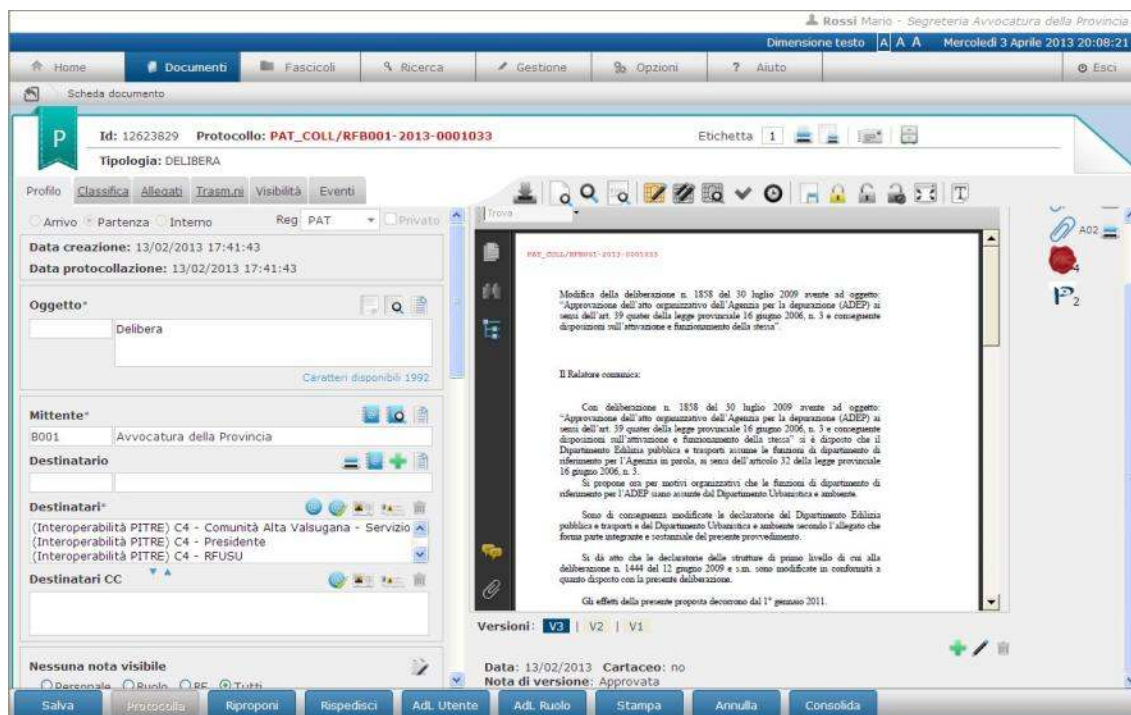 Rossi Mario - Segreteria Avvocatura della Provincia
Dimensione testo A A A Mercoledì 3 Aprile 2013 20:08:21
Home Documenti Fascicoli Ricerca Gestione Opzioni ? Aiuto Esci
Scheda documento
P
Id: 12623829 Protocollo: PAT_COLL/RFB001-2013-0001033 Etichetta 1
Tipologia: DELIBERA
Profilo Classifica Allegati Trasm.ni Visibilità Eventi
Arrivo Partenza Interno Reg PAT Privato
Data creazione: 13/02/2013 17:41:43
Data protocollazione: 13/02/2013 17:41:43
Oggetto*
Delibera
Caratteri disponibili 1992
Mittente*
B001 Avvocatura della Provincia
Destinatario
Destinatari*
(Interoperabilità PITRE) C4 - Comunità Alta Valsugana - Servizio
(Interoperabilità PITRE) C4 - Presidente
(Interoperabilità PITRE) C4 - RFUSU
Destinatari CC
Nessuna nota visibile
Personale Ruolo RF Tutti
T
Trova
A02
4
P 2
PAT_COLL/RFB001-2013-0001033
Modifica della deliberazione n. 1858 del 30 luglio 2009 avente ad oggetto:
"Approvazione dell'atto organizzativo dell'Agenzia per la depurazione (ADEP) ai
sensi dell'art. 39 quater della legge provinciale 16 giugno 2006, n. 3 e conseguente
disposizioni sull'attivazione e funzionamento della stessa".
Il Relatore comunica:
Con deliberazione n. 1858 del 30 luglio 2009 avente ad oggetto:
"Approvazione dell'atto organizzativo dell'Agenzia per la depurazione (ADEP) ai
sensi dell'art. 39 quater della legge provinciale 16 giugno 2006, n. 3 e conseguente
disposizioni sull'attivazione e funzionamento della stessa" si è disposto che il
Dipartimento Edilizia pubblica e trasporti assume le funzioni di dipartimento di
riferimento per l'Agenzia in parola, ai sensi dell'articolo 32 della legge provinciale
16 giugno 2006, n. 3.
Si propone ora per motivi organizzativi che le funzioni di dipartimento di
riferimento per l'ADEP siano assunte dal Dipartimento Urbanistica e ambiente.
Sono di conseguenza modificate le declaratorie del Dipartimento Edilizia
pubblica e trasporti e del Dipartimento Urbanistica e ambiente secondo l'allegato che
forma parte integrante e sostanziale del presente provvedimento.
Si dà atto che le declaratorie delle strutture di primo livello di cui alla
deliberazione n. 1444 del 12 giugno 2009 e s.m. sono modificate in conformità a
quanto disposto con la presente deliberazione.
Gli effetti della presente proposta decorrono dal 1° gennaio 2011.
Versioni: V3 | V2 | V1
Data: 13/02/2013 Cartaceo: no
Nota di versione: Approvata
Salva Protocolla Riproponi Rispedisci AdL Utente AdL Ruolo Stampa Annulla Consolida